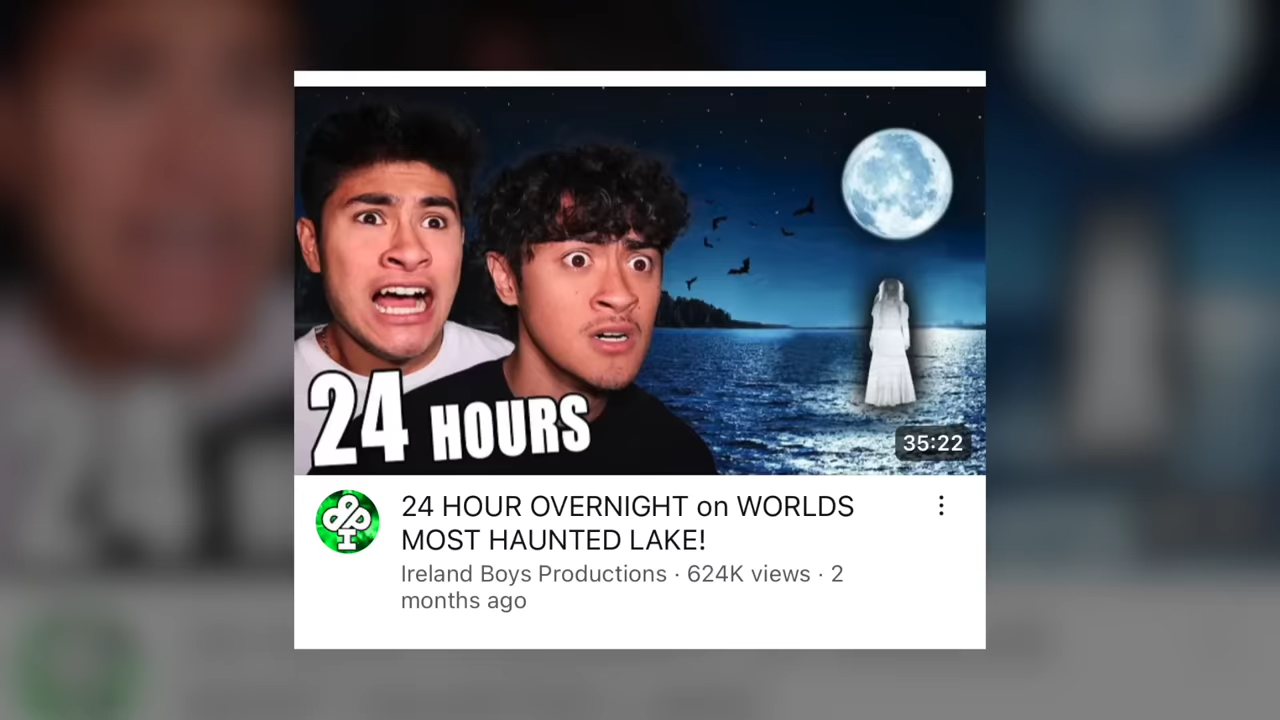 24 HOURS
35:22
24 HOUR OVERNIGHT on WORLDS
MOST HAUNTED LAKE!
Ireland Boys Productions · 624K views · 2
months ago